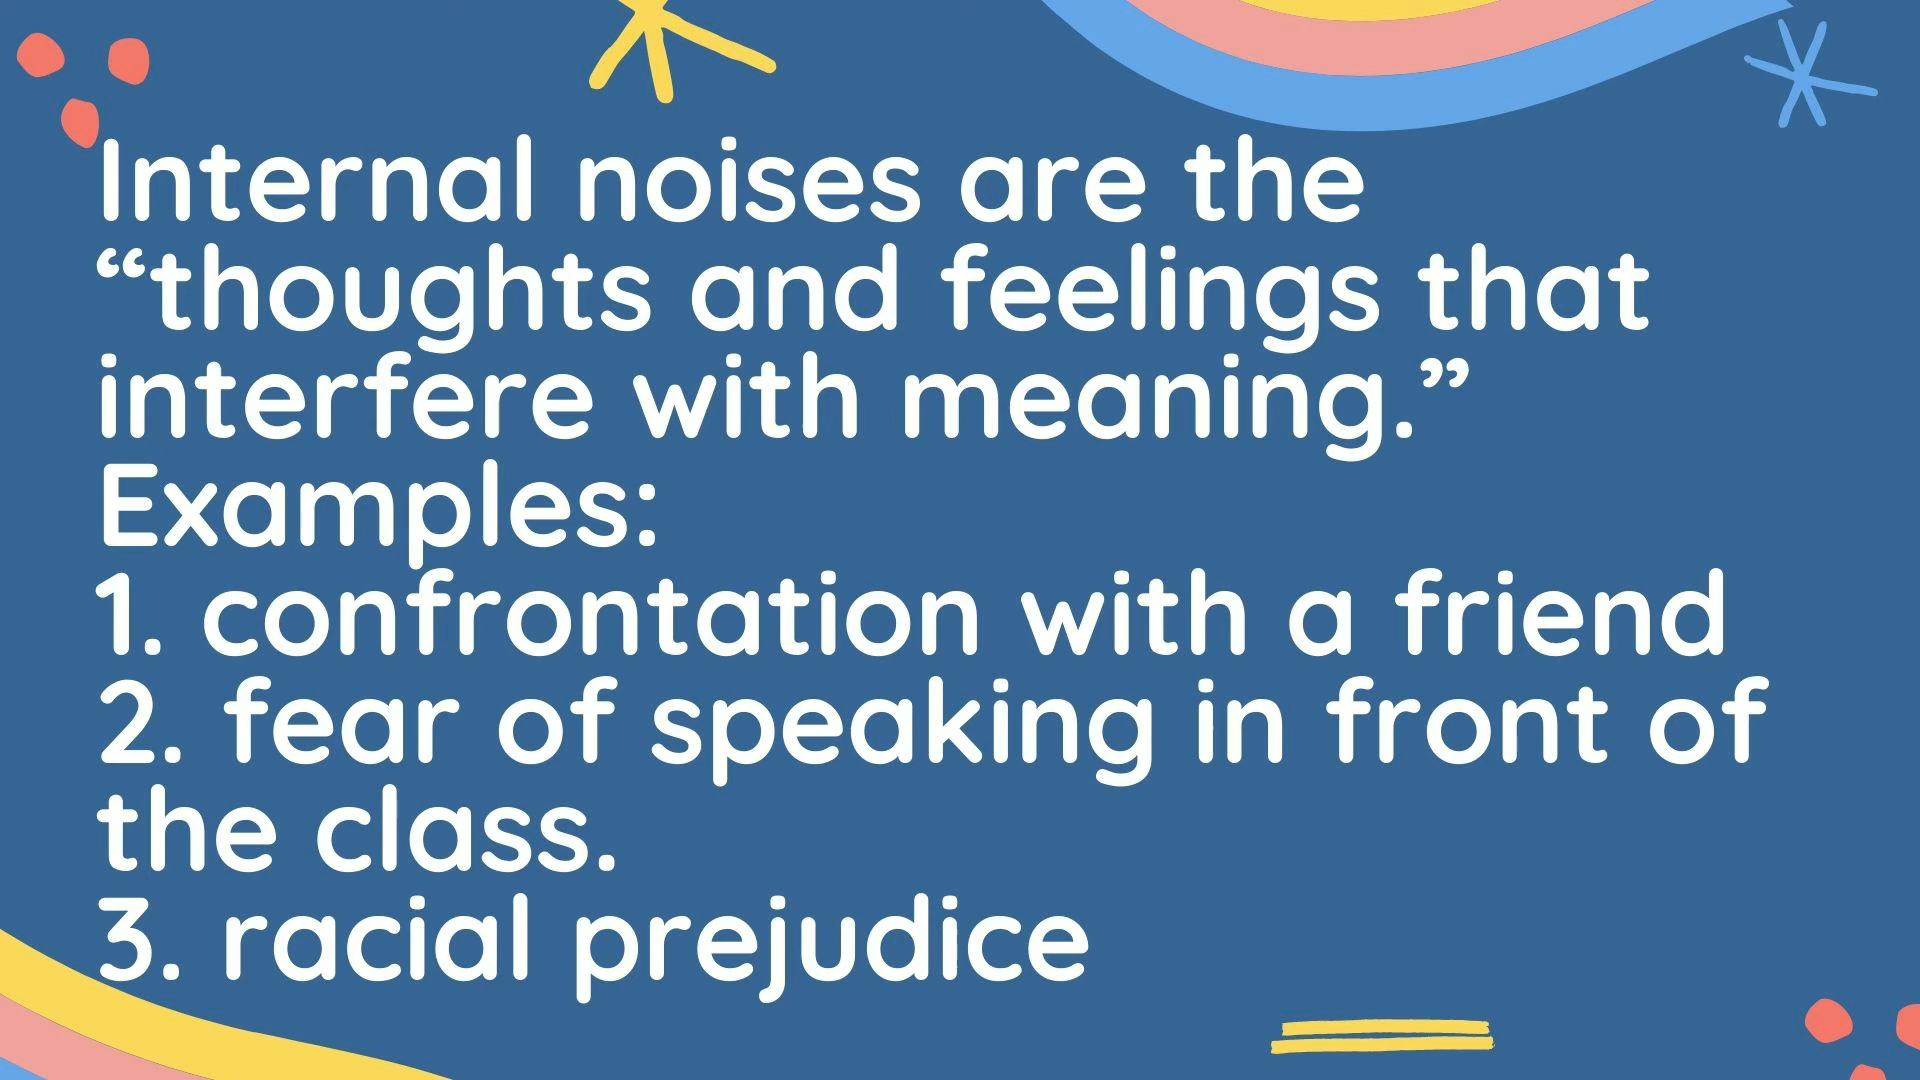 Internal noises are the
“thoughts and feelings that
interfere with meaning.”
Examples:
1. confrontation with a friend
2. fear of speaking in front of
the class.
3. racial prejudice